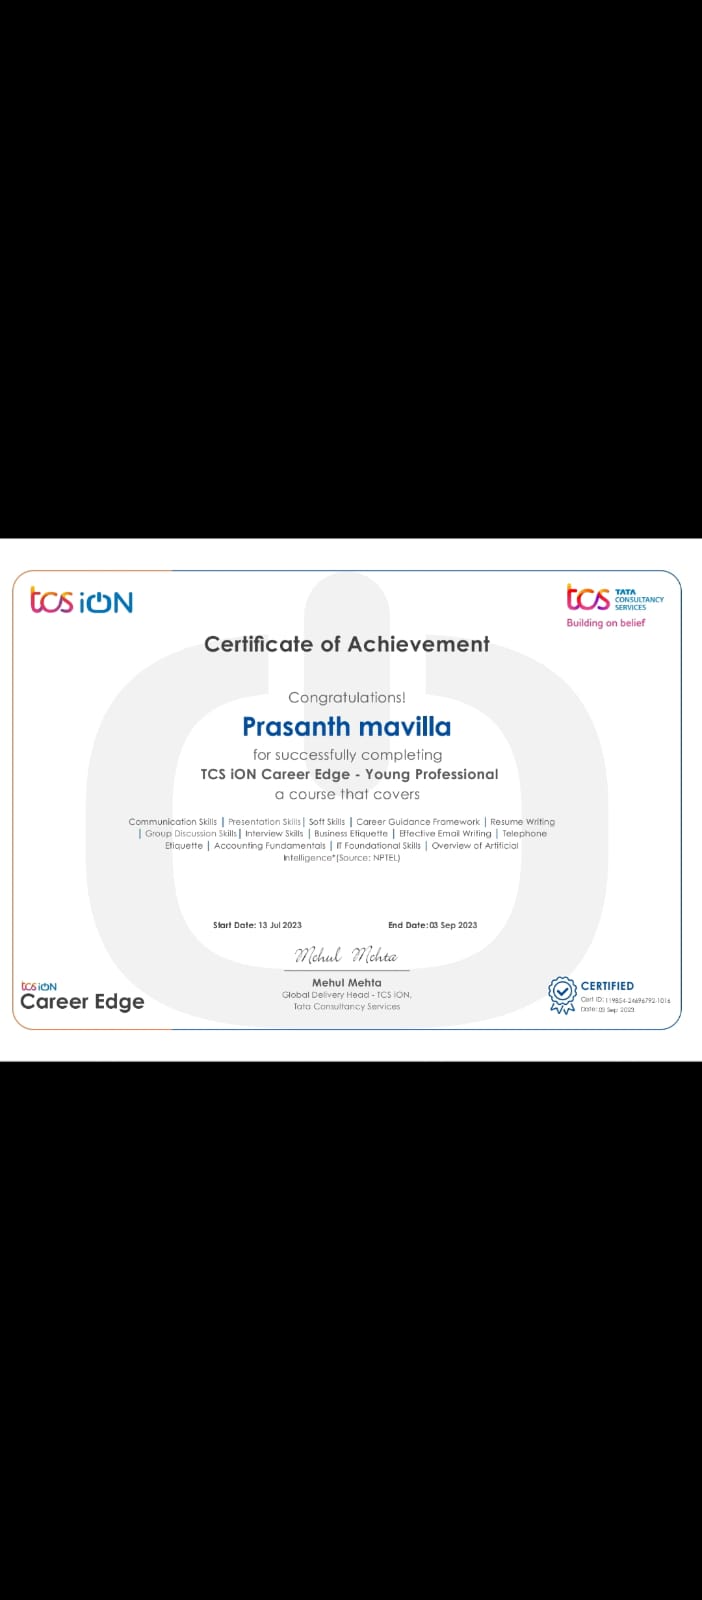 tcs iON
tcs TATA
CONSULTANCY
SERVICES
Building on belief
Certificate of Achievement
Congratulations!
Prasanth mavilla
for successfully completing
TCS iON Career Edge - Young Professional
a course that covers
Communication Skills | Presentation Skills | Soft Skills | Career Guidance Framework | Resume Writing
| Group Discussion Skills | Interview Skills | Business Etiquette | Effective Email Writing | Telephone
Etiquette | Accounting Fundamentals | IT Foundational Skills | Overview of Artificial
Intelligence*(Source: NPTEL)
Start Date: 13 Jul 2023 End Date: 03 Sep 2023
Mehul Mehta
Mehul Mehta
Global Delivery Head - TCS iON,
Tata Consultancy Services
tcs iON
Career Edge
CERTIFIED
Cert ID: 119854-24696792-1016
Date: 03 Sep 2023